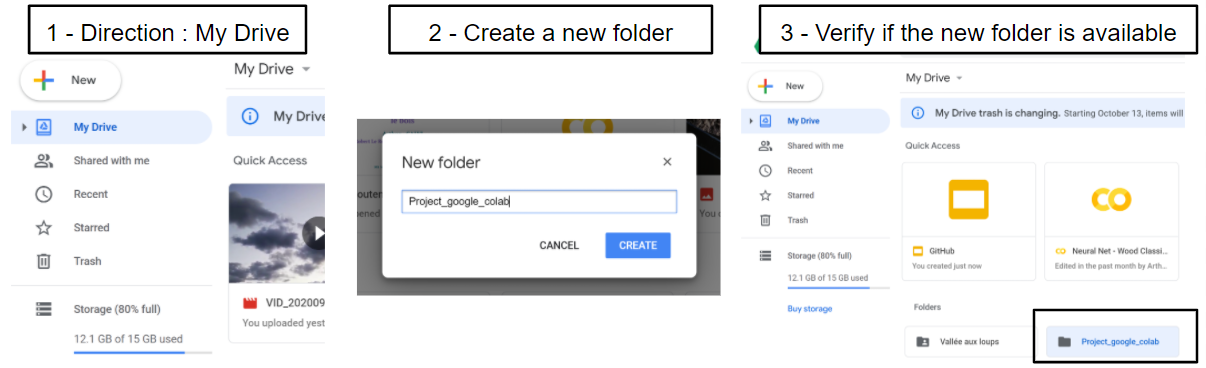 1 - Direction : My Drive
New
My Drive
Shared with me
Recent
Starred
Trash
Storage (80% full)
12.1 GB of 15 GB used
My Drive
My Drive
Quick Access
VID_202009
You uploaded yest
2 - Create a new folder
New folder
Project_google_colab
CANCEL
CREATE
3 - Verify if the new folder is available
New
My Drive
Shared with me
Recent
Starred
Trash
Storage (80% full)
12.1 GB of 15 GB used
Buy storage
My Drive
My Drive trash is changing. Starting October 13, items will
Quick Access
GitHub
You created just now
Neural Net - Wood Classi...
Edited in the past month by Arth...
Folders
Vallée aux loups
Project_google_colab